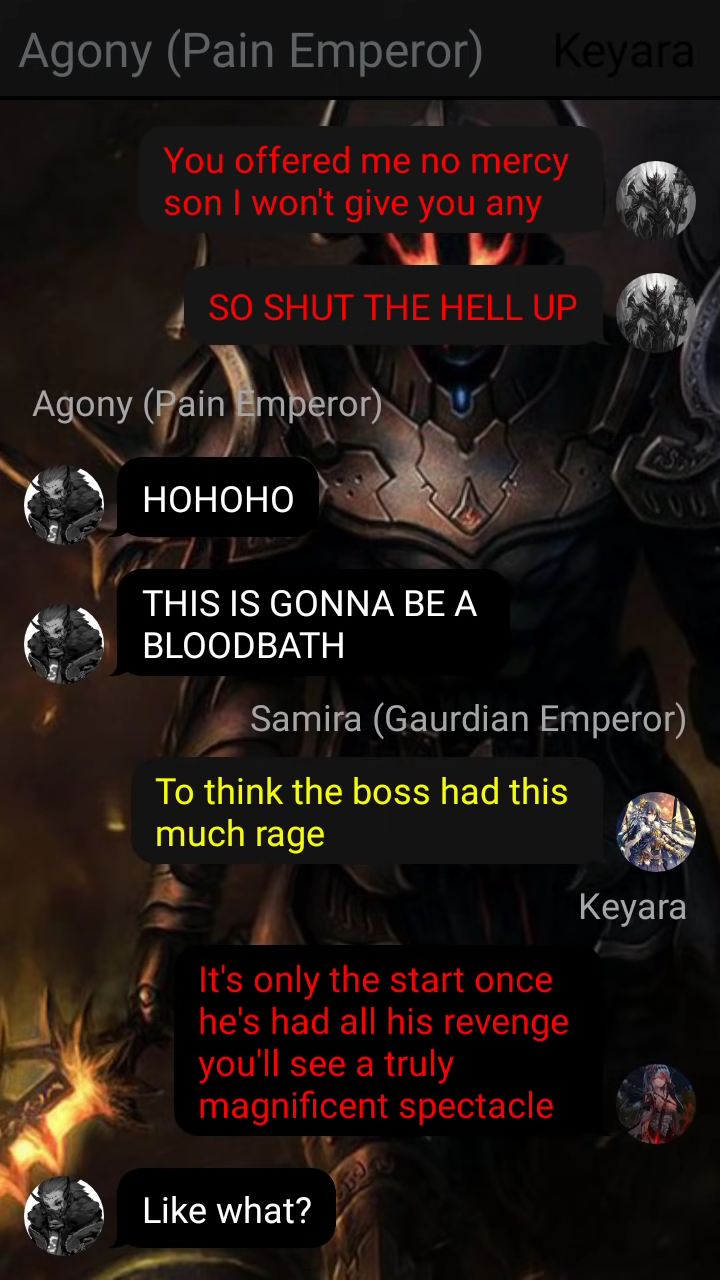 Agony (Pain Emperor) Keyara
You offered me no mercy
son I won't give you any
SO SHUT THE HELL UP
Agony (Pain Emperor)
HOHOHO
THIS IS GONNA BE A
BLOODBATH
Samira (Gaurdian Emperor)
To think the boss had this
much rage
Keyara
It's only the start once
he's had all his revenge
you'll see a truly
magnificent spectacle
Like what?